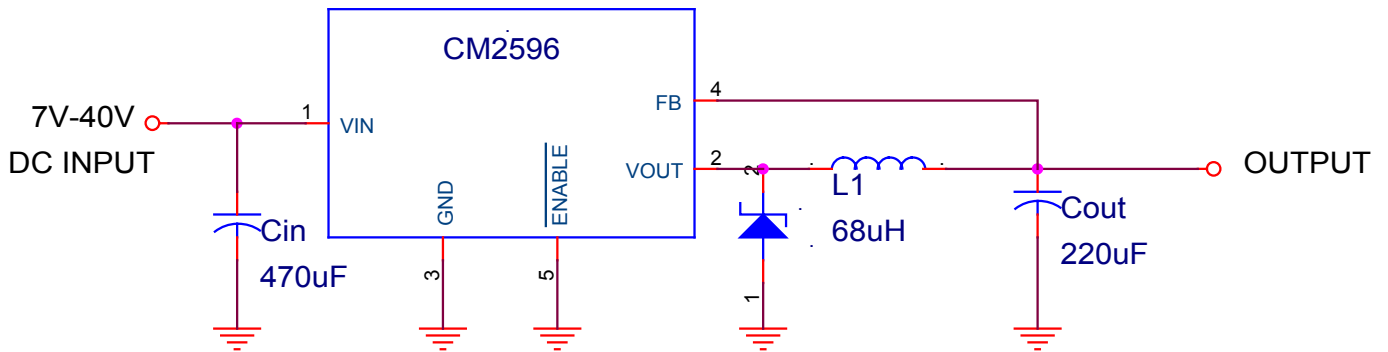 CM2596
7V-40V
DC INPUT
1
VIN
FB
4
VOUT
2
GND
3
ENABLE
5
Cin
470uF
2
1
L1
68uH
Cout
220uF
OUTPUT